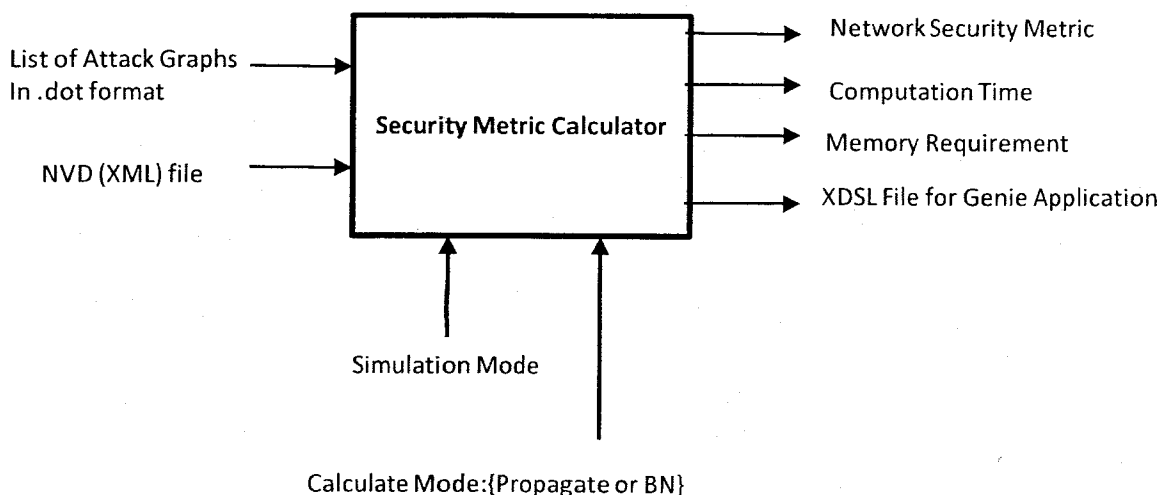 List of Attack Graphs
In .dot format
NVD (XML) file
Security Metric Calculator
Network Security Metric
Computation Time
Memory Requirement
XDSL File for Genie Application
Simulation Mode
Calculate Mode:{Propagate or BN}